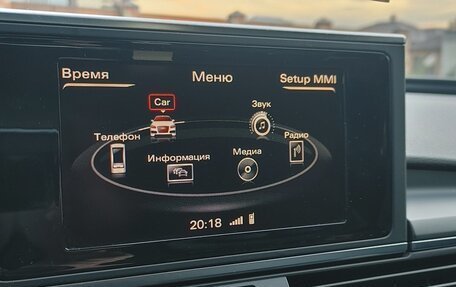 Время
Меню
Setup MMI
Car
Звук
Телефон
Радио
Информация
Медиа
20:18